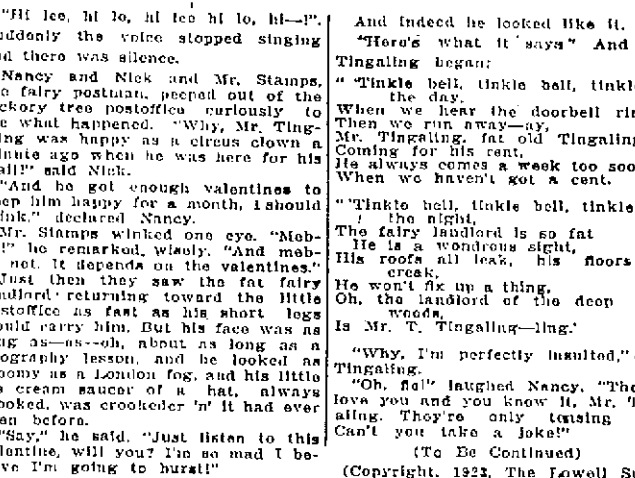 "Hi lee, hi lo, hi lee hi lo, hi—!".
uddenly the voice stopped singing
nd there was silence.
Nancy and Nick and Mr. Stamps,
e fairy postman, peeped out of the
ckory tree postoffice curiously to
e what happened. "Why, Mr. Ting-
ing was happy as a circus clown a
inute ago when he was here for his
ail!" said Nick.
"And he got enough valentines to
ep him happy for a month, I should
ink," declared Nancy.
Mr. Stamps winked one eye. "Meb-
!" he remarked, wisely. "And meb-
not. It depends on the valentines."
Just then they saw the fat fairy
ndlord returning toward the little
stoffice as fast as his short legs
ould carry him. But his face was as
ng as—as—oh, about as long as a
ography lesson, and he looked as
oomy as a London fog, and his little
e cream saucer of a hat, always
ooked, was crookeder 'n' it had ever
en before.
"Say," he said, "Just listen to this
lentine, will you? I'm so mad I be-
ve I'm going to burst!"
And indeed he looked like it.
"Here's what it says" And
Tingaling began:
" 'Tinkle bell, tinkle bell, tinkle
the day,
When we hear the doorbell rin
Then we run away—ay,
Mr. Tingaling, fat old Tingaling
Coming for his rent,
He always comes a week too soo
When we haven't got a cent.
" 'Tinkle bell, tinkle bell, tinkle
the night,
The fairy landlord is so fat
He is a wondrous sight,
His roofs all leak, his floors
creak,
He won't fix up a thing,
Oh, the landlord of the deep
woods,
Is Mr. T. Tingaling—ling.'
"Why, I'm perfectly insulted,"
Tingaling.
"Oh, fie!" laughed Nancy. "The
love you and you know it, Mr. T
aling. They're only teasing
Can't you take a joke!"
(To Be Continued)
(Copyright, 1923, The Lowell Su